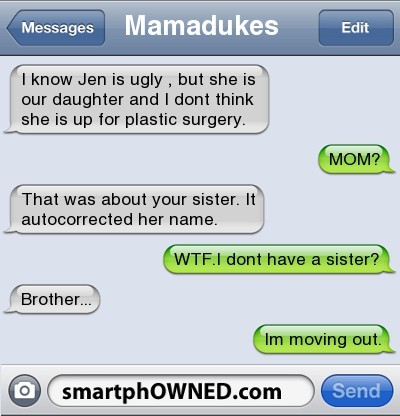 Messages Mamadukes Edit
I know Jen is ugly , but she is
our daughter and I dont think
she is up for plastic surgery.
MOM?
That was about your sister. It
autocorrected her name.
WTF.I dont have a sister?
Brother...
Im moving out.
smartphOWNED.com Send